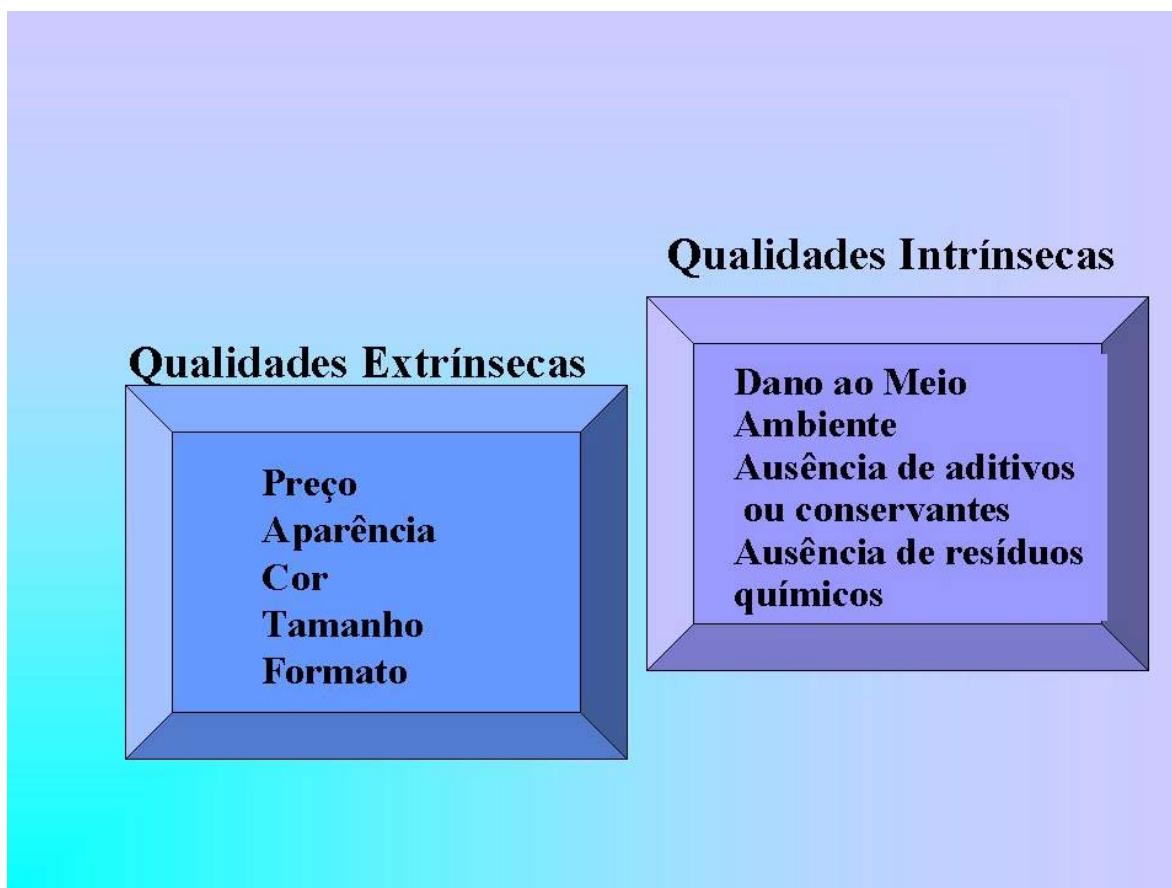 Qualidades Intrínsecas
Dano ao Meio
Ambiente
Ausência de aditivos
ou conservantes
Ausência de resíduos
químicos
Qualidades Extrínsecas
Preço
Aparência
Cor
Tamanho
Formato